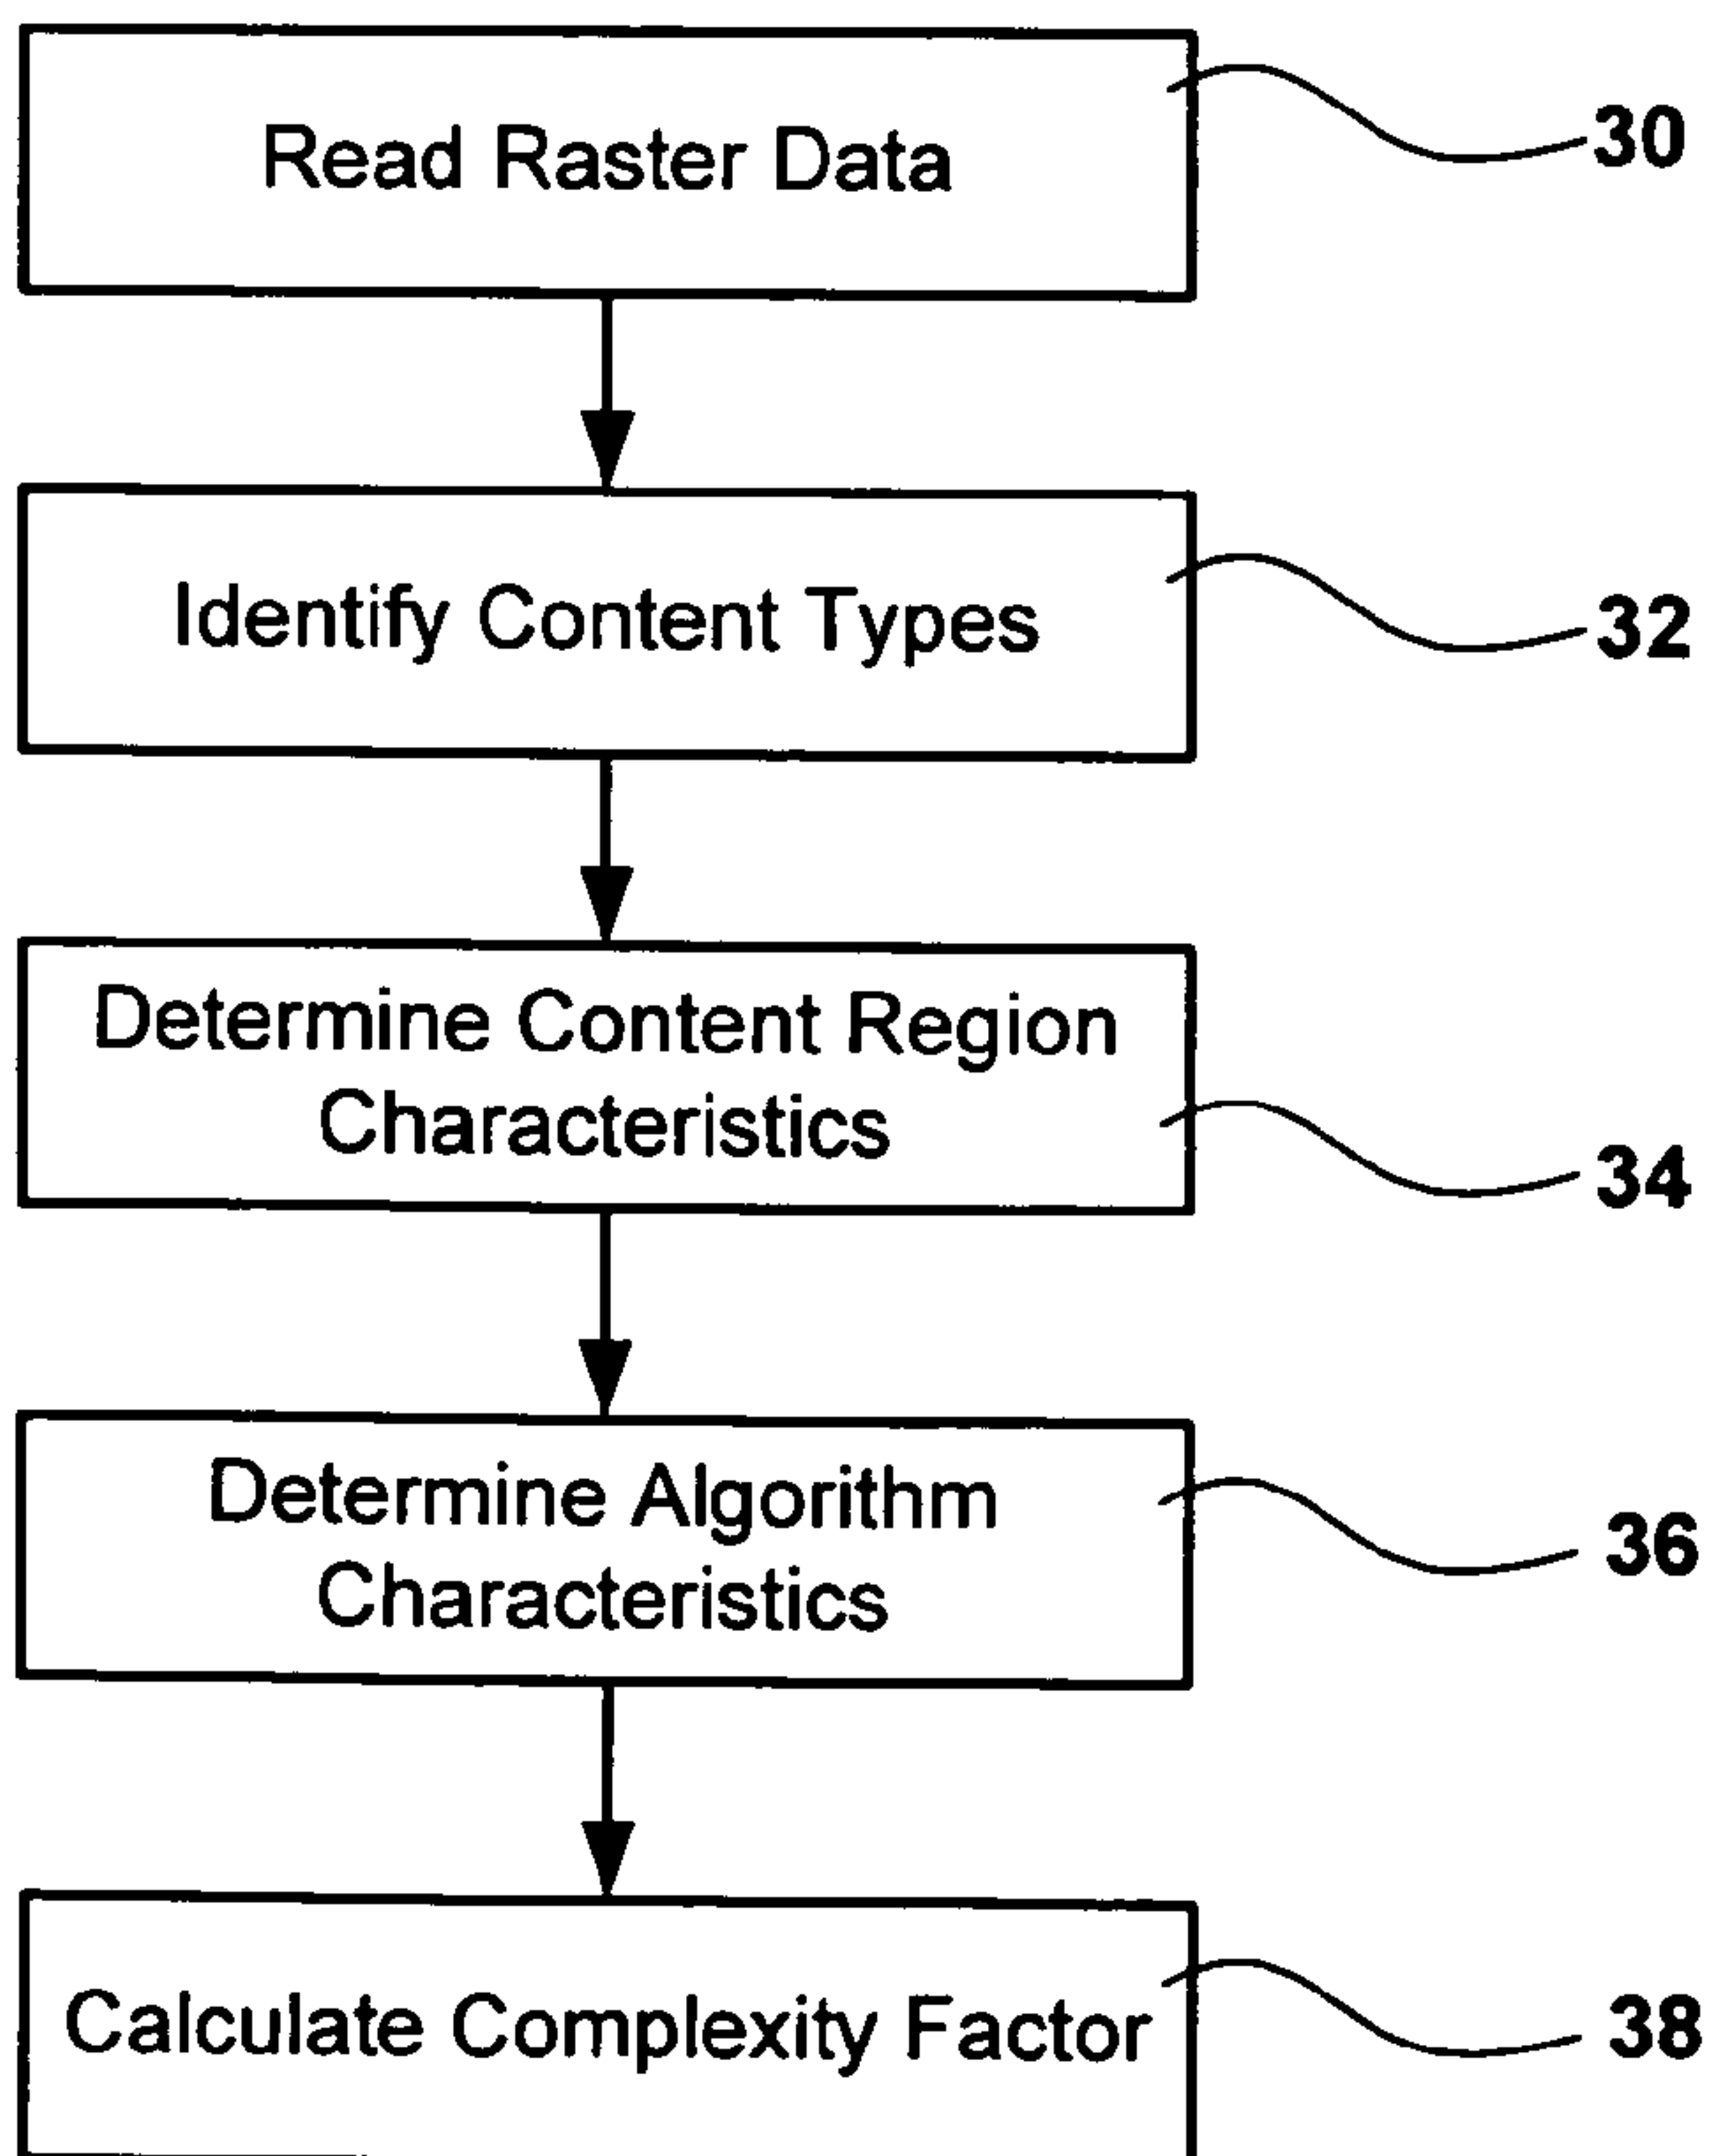 Read Raster Data
30
Identify Content Types
32
Determine Content Region
Characteristics
34
Determine Algorithm
Characteristics
36
Calculate Complexity Factor
38